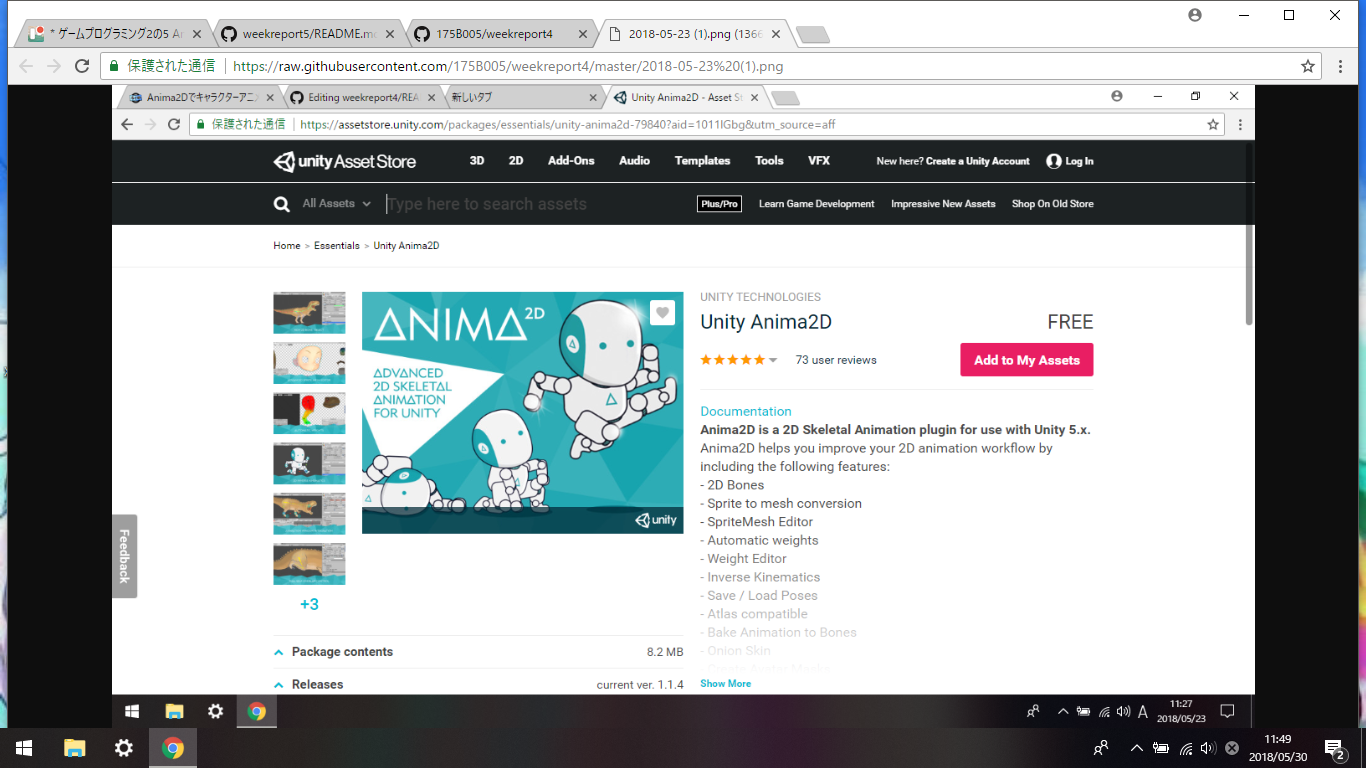 * ゲームプログラミング2の5 A
weekreport5/README.m
175B005/weekreport4
2018-05-23 (1).png (1366
保護された通信
https://raw.githubusercontent.com/175B005/weekreport4/master/2018-05-23%20(1).png
Anima2Dでキャラクターアニ
Editing weekreport4/REA
新しいタブ
Unity Anima2D - Asset St
保護された通信
https://assetstore.unity.com/packages/essentials/unity-anima2d-79840?aid=1011lGbg&utm_source=aff
unity Asset Store
3D
2D
Add-Ons
Audio
Templates
Tools
VFX
New here? Create a Unity Account
Log In
All Assets
Type here to search assets
Plus/Pro
Learn Game Development
Impressive New Assets
Shop On Old Store
Home > Essentials > Unity Anima2D
ANIMA2D
ADVANCED
2D SKELETAL
ANIMATION
FOR UNITY
unity
+3
Package contents
8.2 MB
Releases
current ver. 1.1.4
UNITY TECHNOLOGIES
Unity Anima2D
FREE
73 user reviews
Add to My Assets
Documentation
Anima2D is a 2D Skeletal Animation plugin for use with Unity 5.x.
Anima2D helps you improve your 2D animation workflow by
including the following features:
- 2D Bones
- Sprite to mesh conversion
- SpriteMesh Editor
- Automatic weights
- Weight Editor
- Inverse Kinematics
- Save / Load Poses
- Atlas compatible
- Bake Animation to Bones
- Onion Skin
- Create Avatar Masks
Show More
Feedback
A
11:27
2018/05/23
11:49
2018/05/30
2